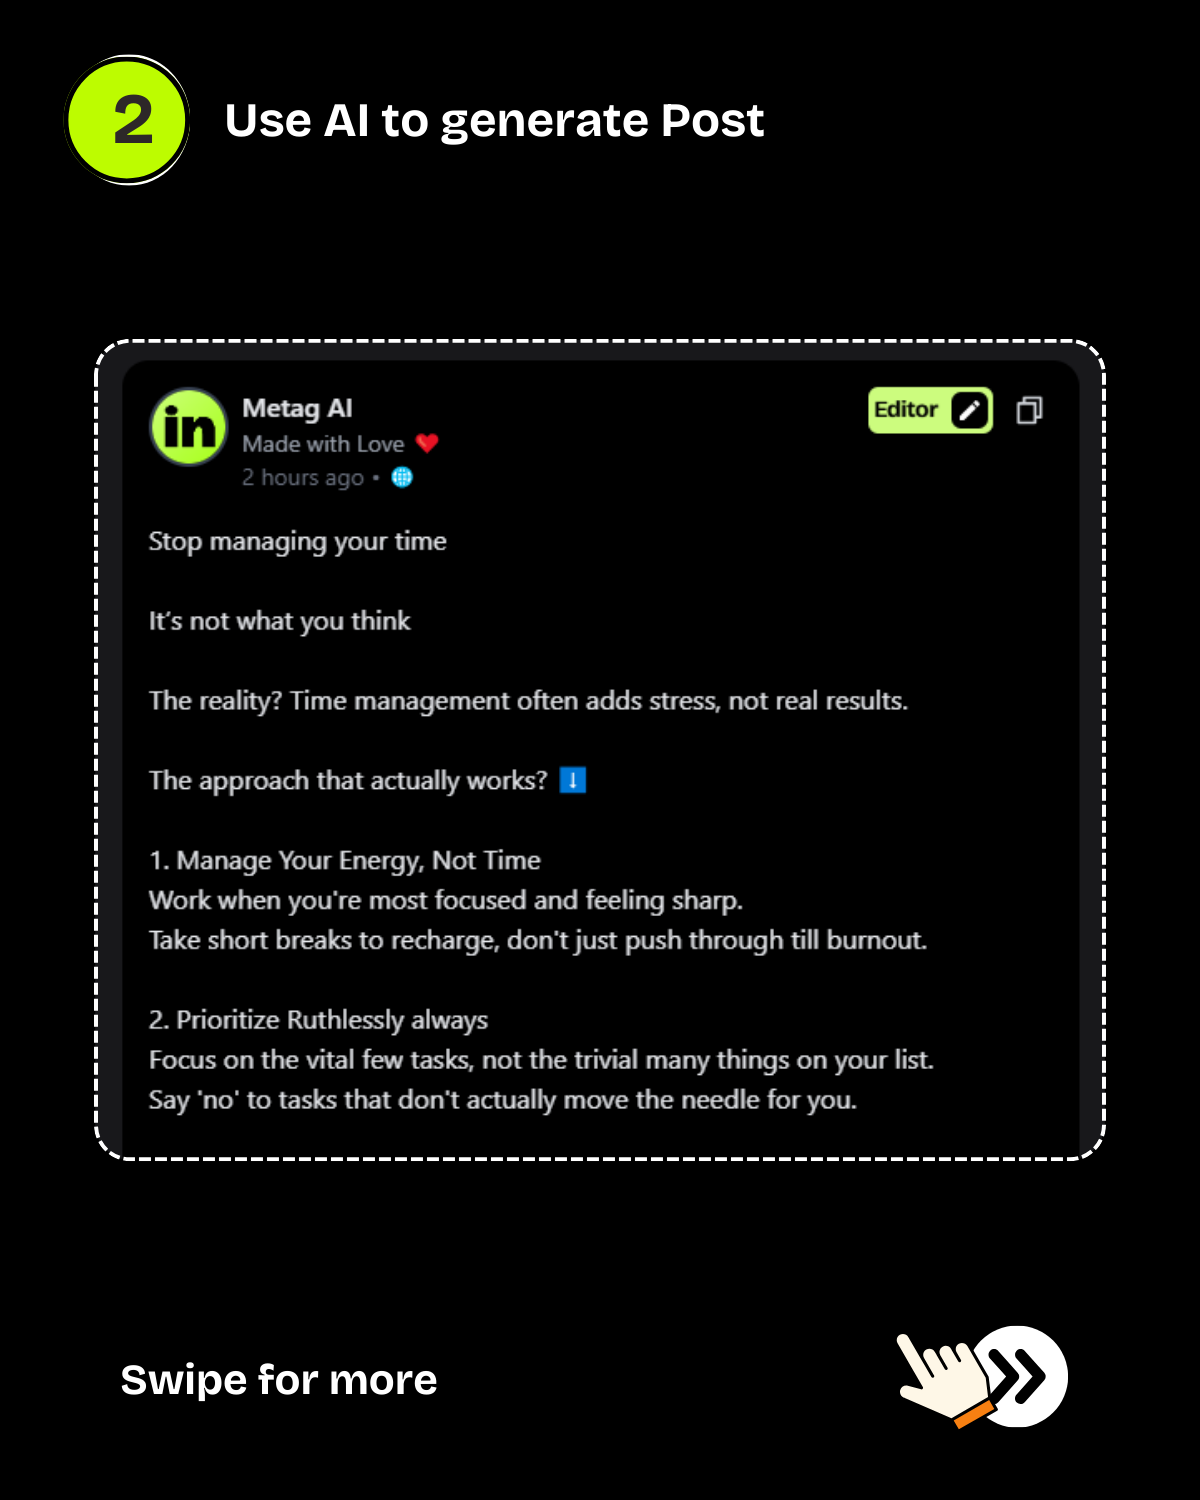 2
Use AI to generate Post
in
Metag AI
Made with Love ❤️
2 hours ago • 🌐
Editor
Stop managing your time
It’s not what you think
The reality? Time management often adds stress, not real results.
The approach that actually works? ⬇️
1. Manage Your Energy, Not Time
Work when you're most focused and feeling sharp.
Take short breaks to recharge, don't just push through till burnout.
2. Prioritize Ruthlessly always
Focus on the vital few tasks, not the trivial many things on your list.
Say 'no' to tasks that don't actually move the needle for you.
Swipe for more